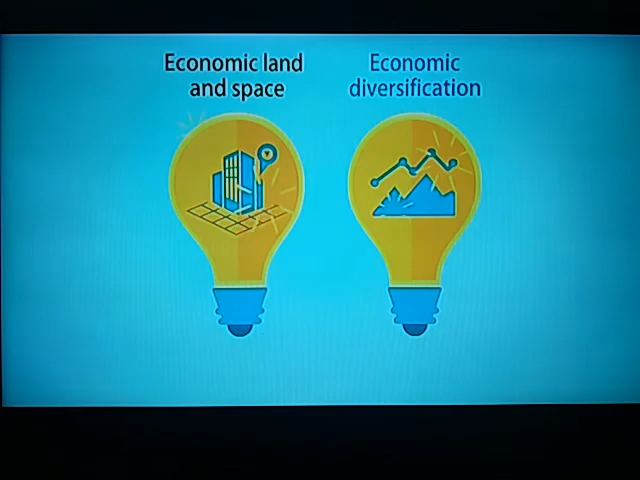 Economic land
and space
Economic
diversification